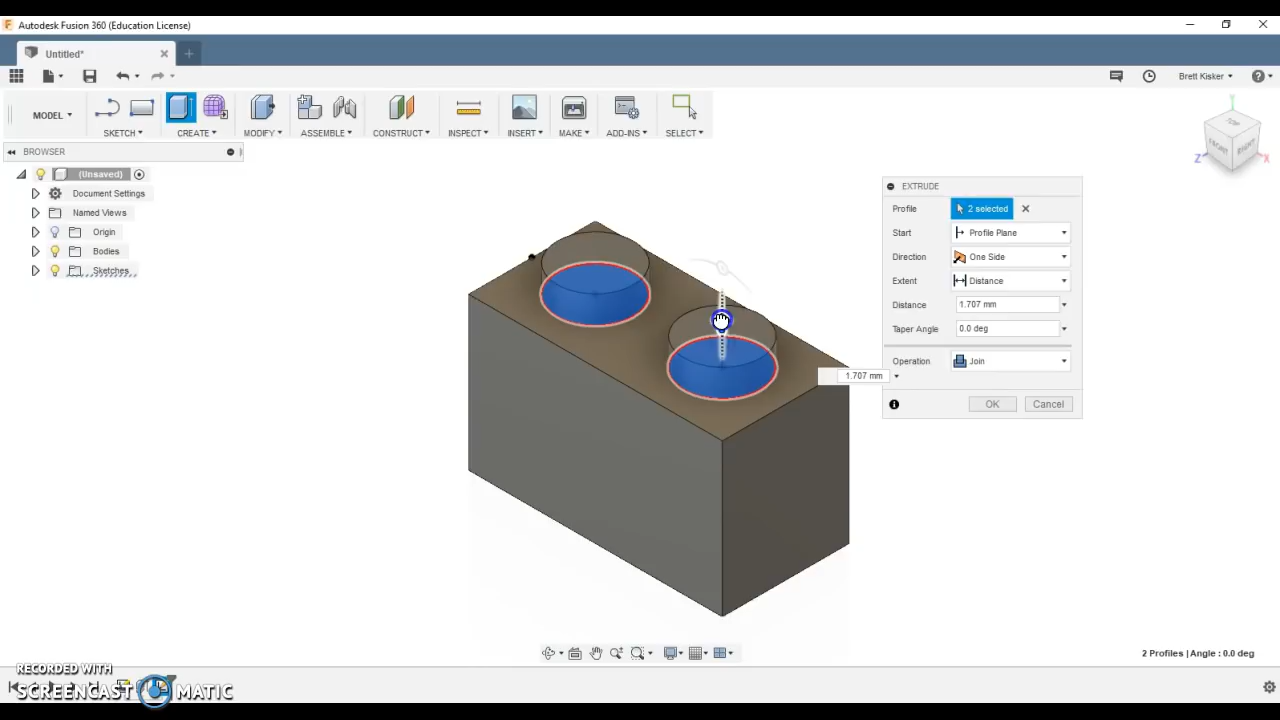 Autodesk Fusion 360 (Education License)
Untitled*
Brett Kisker
MODEL
SKETCH
CREATE
MODIFY
ASSEMBLE
CONSTRUCT
INSPECT
INSERT
MAKE
ADD-INS
SELECT
BROWSER
(Unsaved)
Document Settings
Named Views
Origin
Bodies
Sketches
TOP
FRONT
RIGHT
Y
Z
X
EXTRUDE
Profile 2 selected
Start Profile Plane
Direction One Side
Extent Distance
Distance 1.707 mm
Taper Angle 0.0 deg
Operation Join
OK Cancel
1.707 mm
2 Profiles | Angle : 0.0 deg
RECORDED WITH
SCREENCAST MATIC